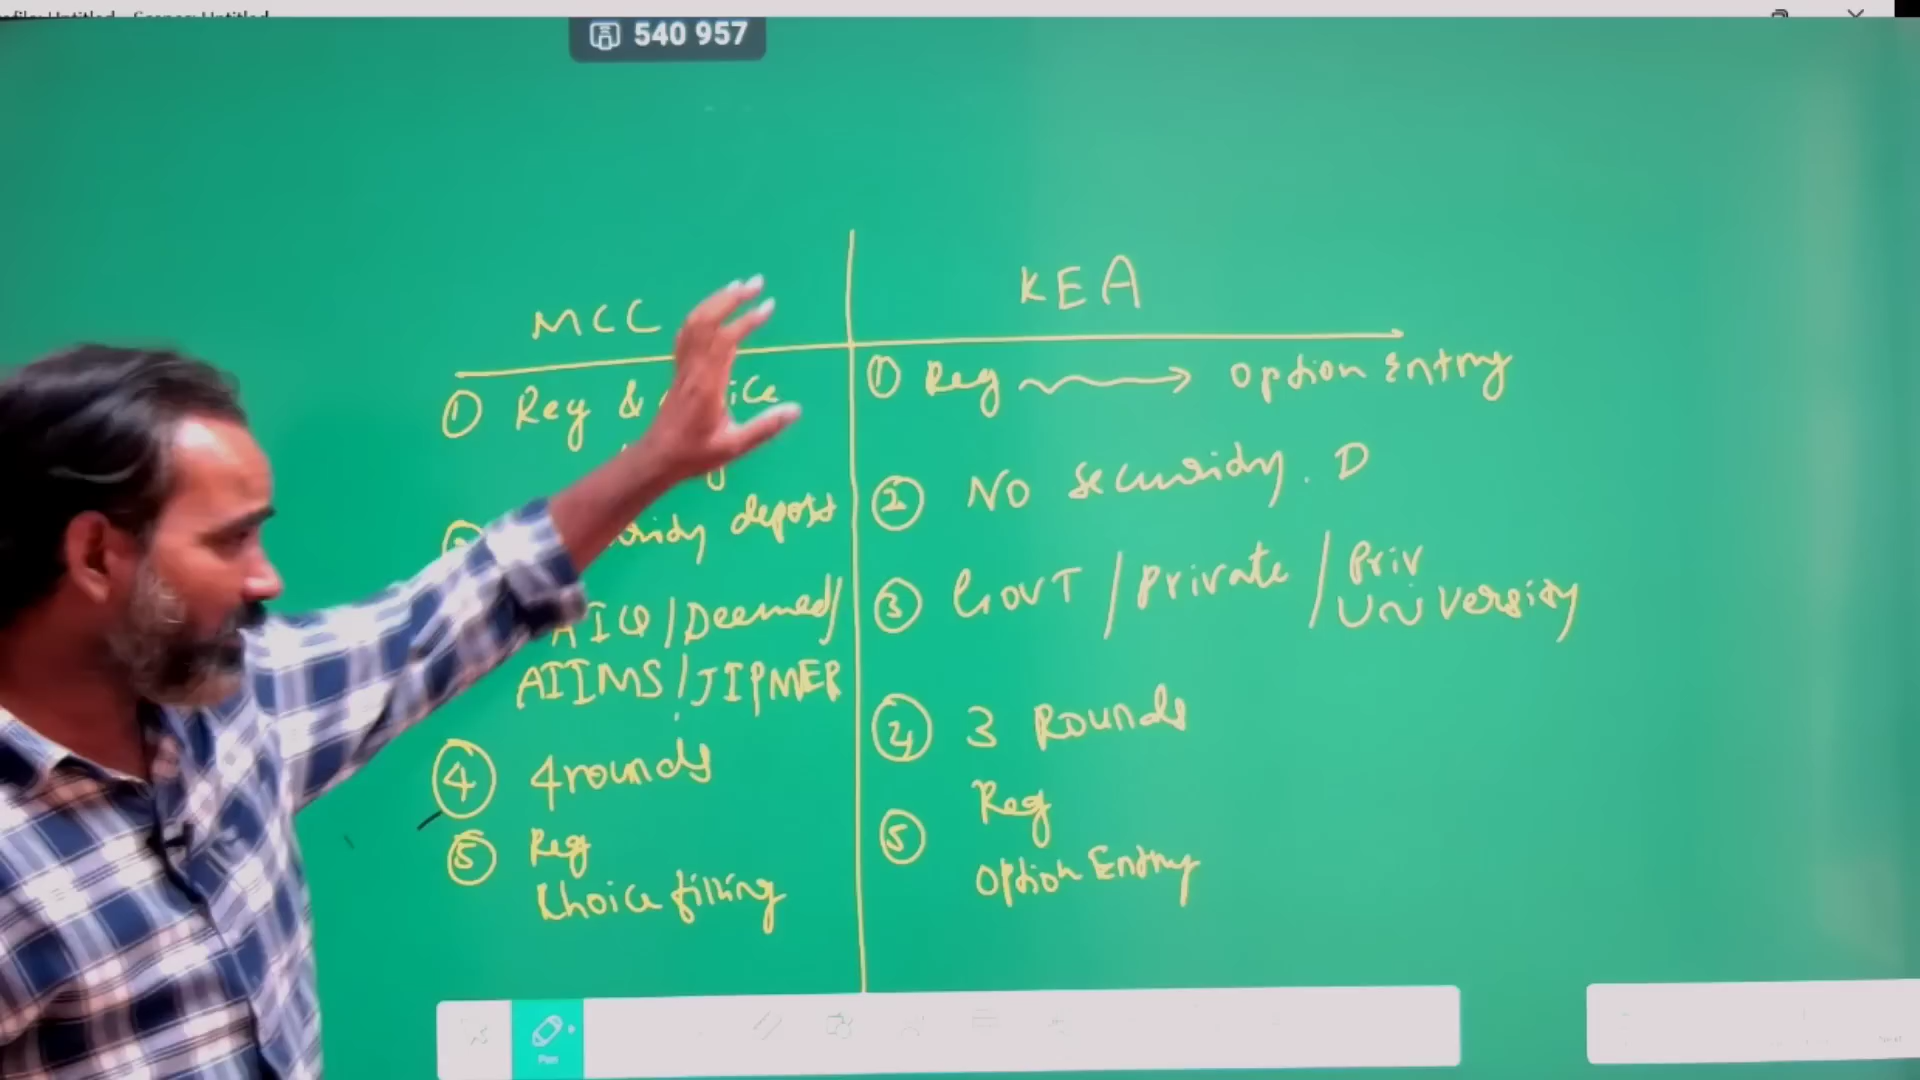 540 957
MCC
KEA
① Reg &
① Reg → Option Entry
deposit
② NO Security. D
AIQ/Deemed/
AIIMS/JIPMER
③ GOVT / Private / Priv
University
④ 4 rounds
④ 3 Rounds
⑤ Reg
Choice filling
⑤ Reg
Option Entry
Pen